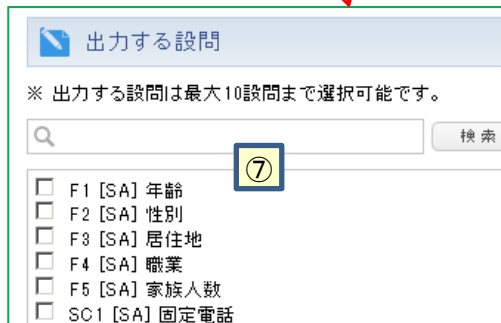 出力する設問
※ 出力する設問は最大10設問まで選択可能です。
検索
⑦
F1 [SA] 年齢
F2 [SA] 性別
F3 [SA] 居住地
F4 [SA] 職業
F5 [SA] 家族人数
SC1 [SA] 固定電話